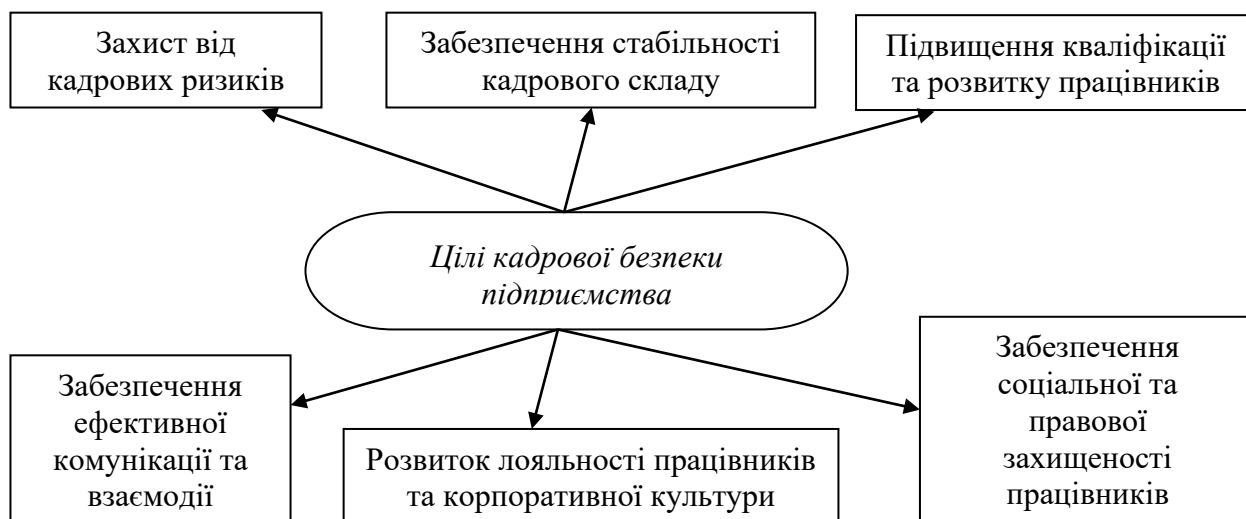 Захист від
кадрових ризиків
Забезпечення стабільності
кадрового складу
Підвищення кваліфікації
та розвитку працівників
Цілі кадрової безпеки
підприємства
Забезпечення
ефективної
комунікації та
взаємодії
Розвиток лояльності працівників
та корпоративної культури
Забезпечення
соціальної та
правової
захищеності
працівників